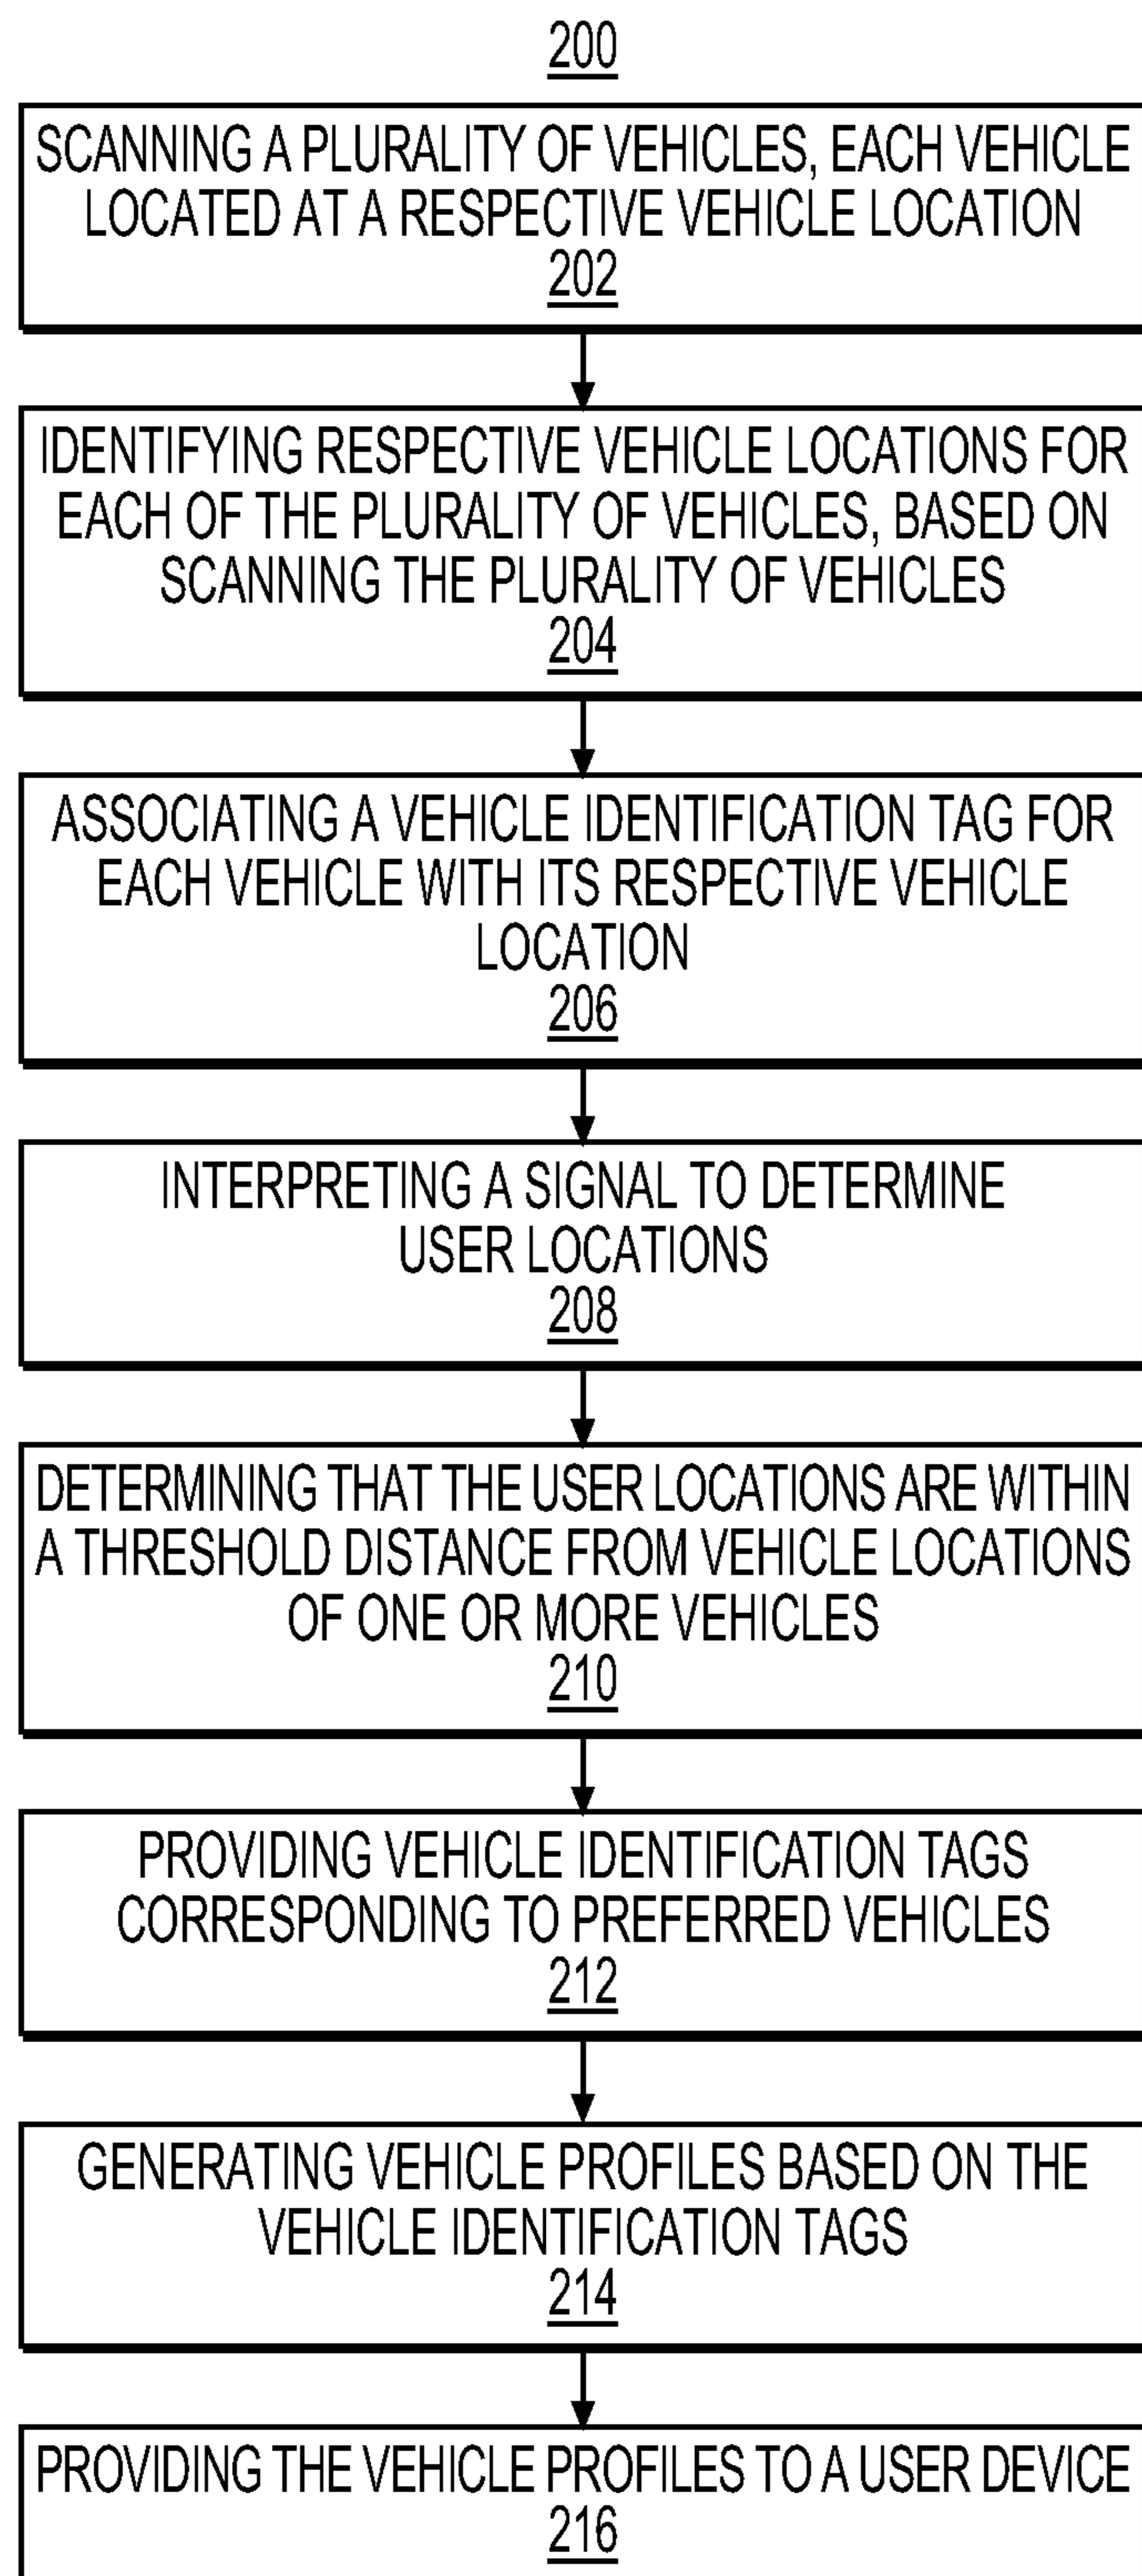 200
SCANNING A PLURALITY OF VEHICLES, EACH VEHICLE
LOCATED AT A RESPECTIVE VEHICLE LOCATION
202
IDENTIFYING RESPECTIVE VEHICLE LOCATIONS FOR
EACH OF THE PLURALITY OF VEHICLES, BASED ON
SCANNING THE PLURALITY OF VEHICLES
204
ASSOCIATING A VEHICLE IDENTIFICATION TAG FOR
EACH VEHICLE WITH ITS RESPECTIVE VEHICLE
LOCATION
206
INTERPRETING A SIGNAL TO DETERMINE
USER LOCATIONS
208
DETERMINING THAT THE USER LOCATIONS ARE WITHIN
A THRESHOLD DISTANCE FROM VEHICLE LOCATIONS
OF ONE OR MORE VEHICLES
210
PROVIDING VEHICLE IDENTIFICATION TAGS
CORRESPONDING TO PREFERRED VEHICLES
212
GENERATING VEHICLE PROFILES BASED ON THE
VEHICLE IDENTIFICATION TAGS
214
PROVIDING THE VEHICLE PROFILES TO A USER DEVICE
216